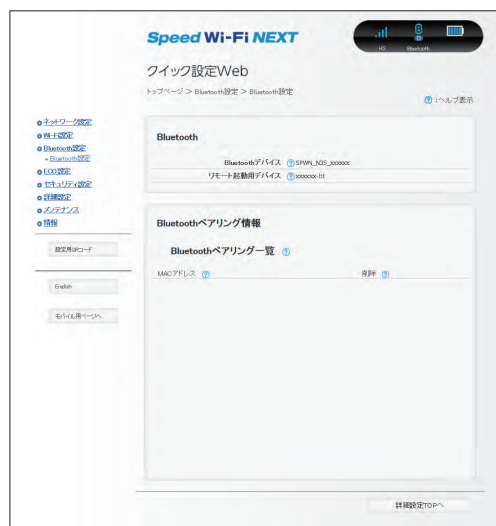 Speed Wi-Fi NEXT
HS
Bluetooth
クイック設定Web
トップページ > Bluetooth設定 > Bluetooth設定
?:ヘルプ表示
ネットワーク設定
Wi-Fi設定
Bluetooth設定
Bluetooth設定
ECO設定
セキュリティ設定
詳細設定
メンテナンス
情報
設定用QRコード
English
モバイル用ページへ
Bluetooth
Bluetoothデバイス ? SPWN_N35_xxxxxx
リモート起動用デバイス ? xxxxxx-bt
Bluetoothペアリング情報
Bluetoothペアリング一覧 ?
MACアドレス ? 削除 ?
詳細設定TOPへ